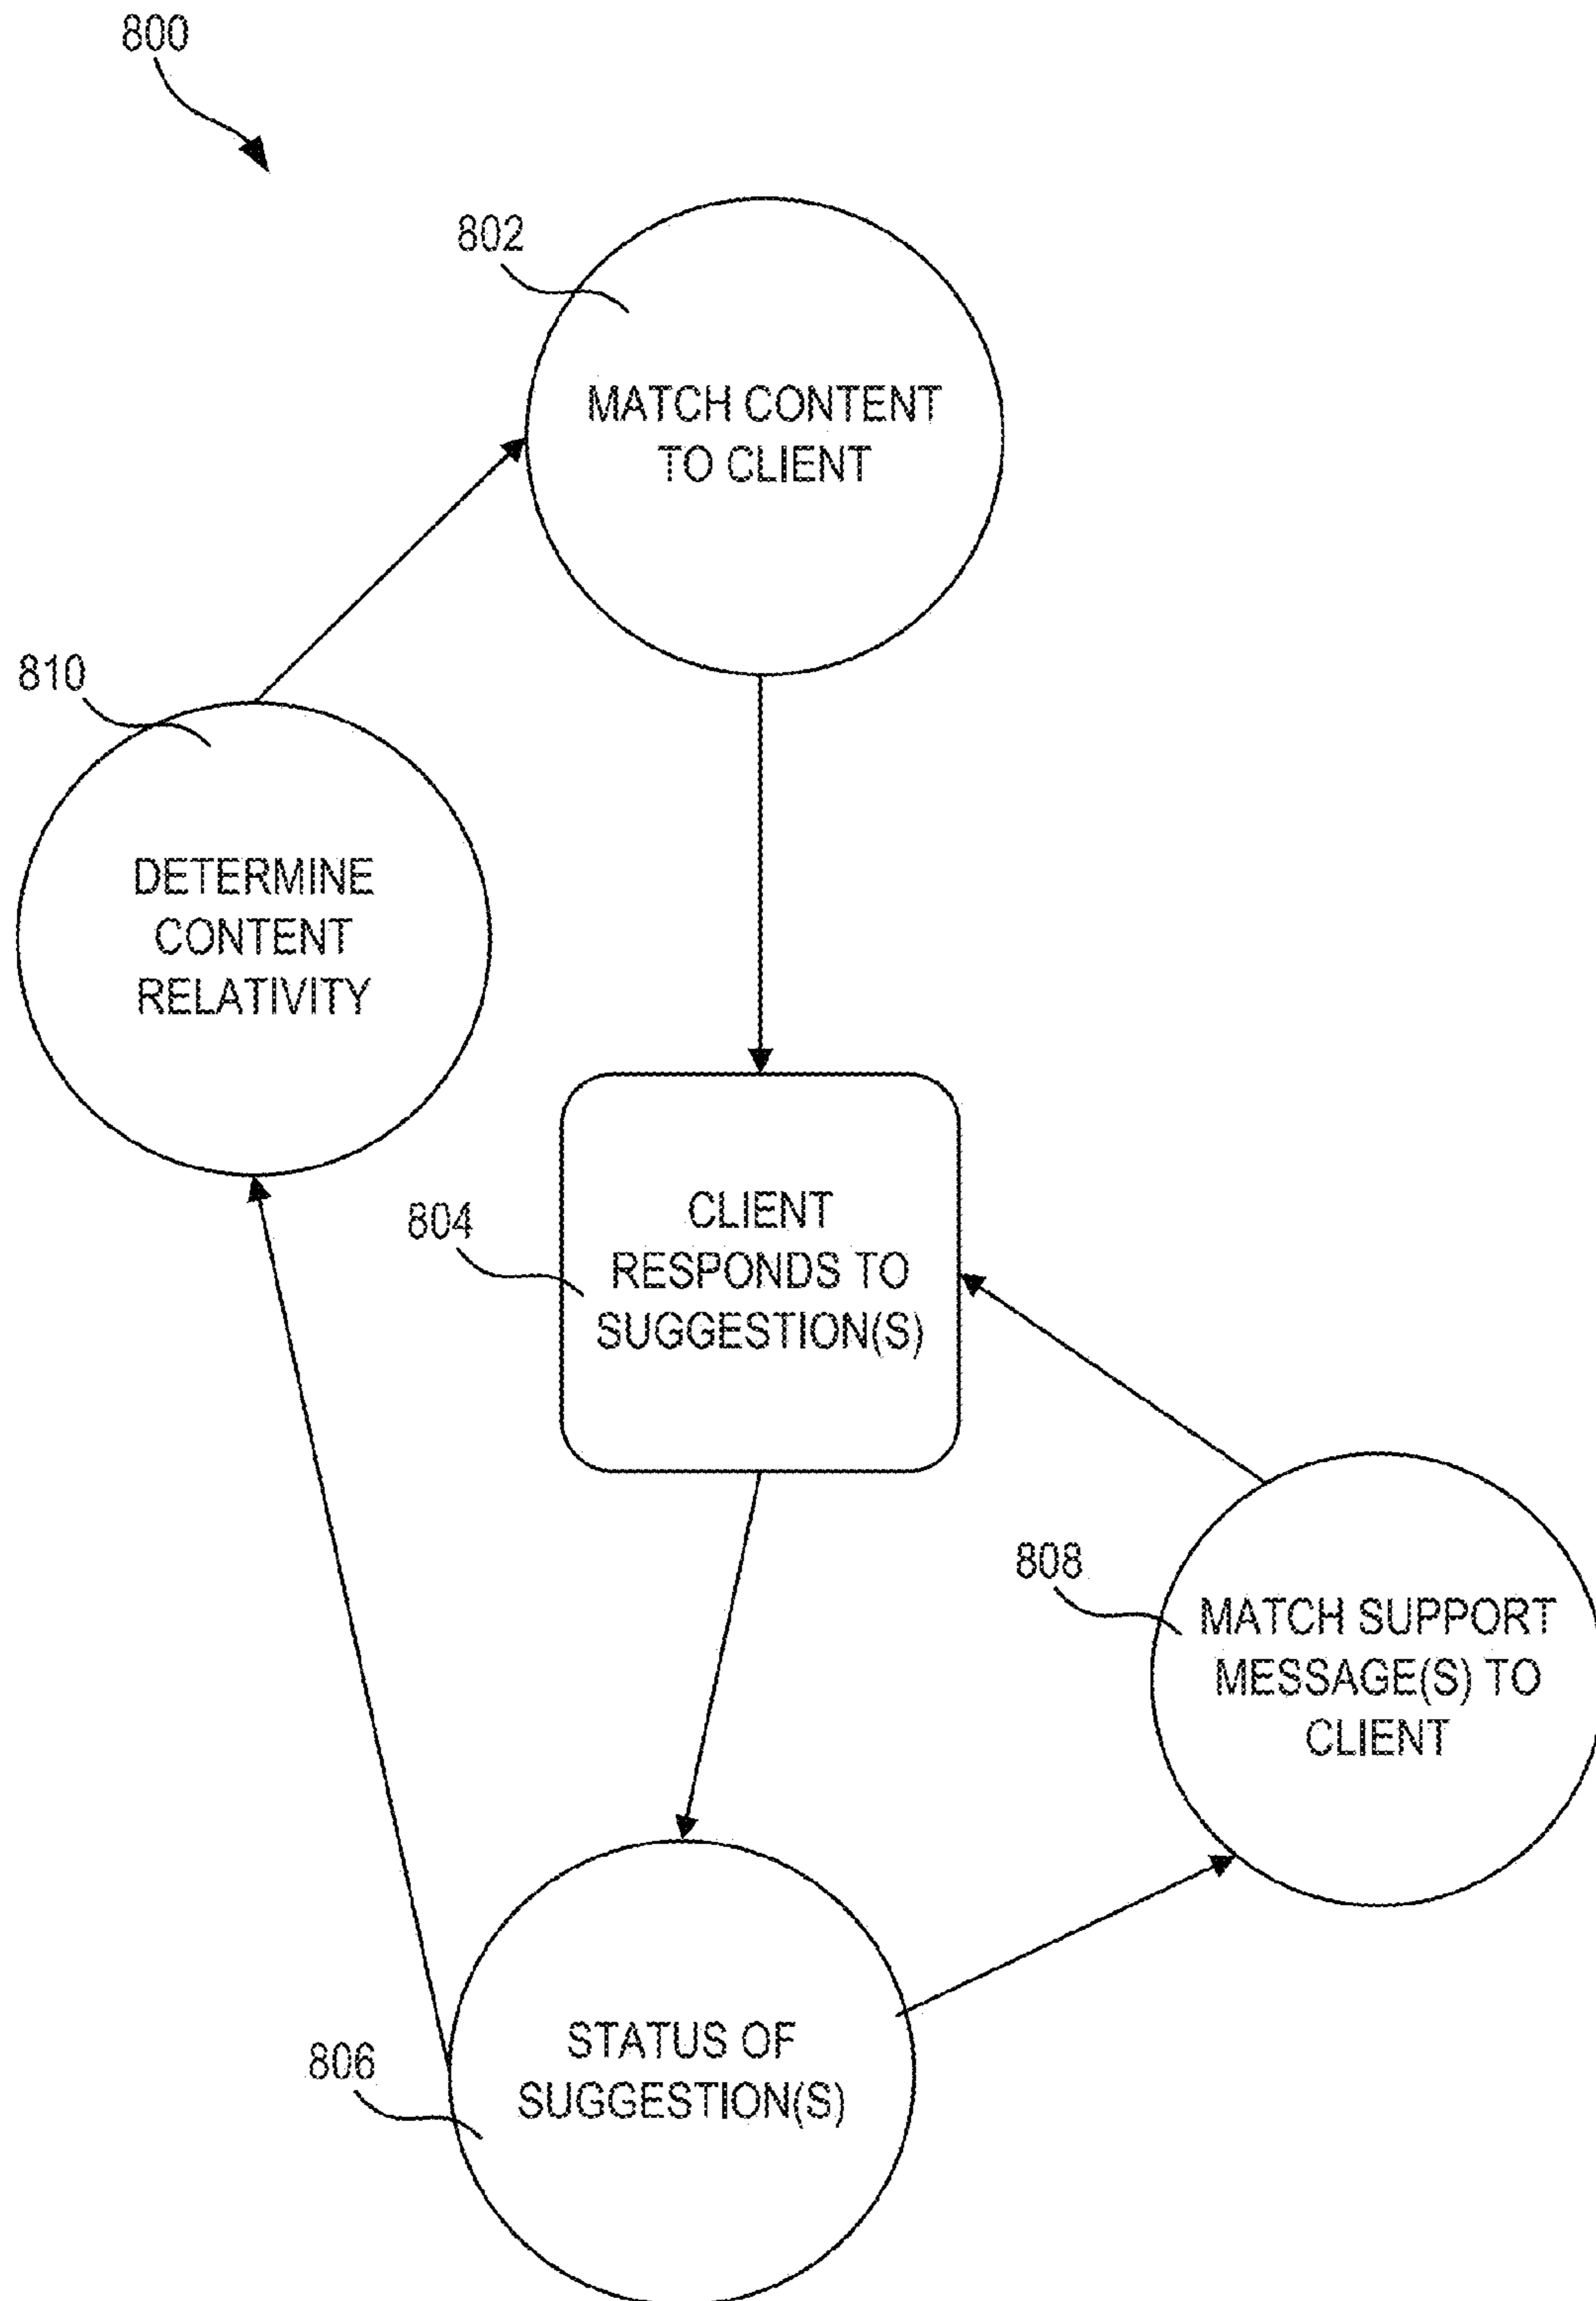 800
802
MATCH CONTENT
TO CLIENT
810
DETERMINE
CONTENT
RELATIVITY
804
CLIENT
RESPONDS TO
SUGGESTION(S)
808
MATCH SUPPORT
MESSAGE(S) TO
CLIENT
806
STATUS OF
SUGGESTION(S)